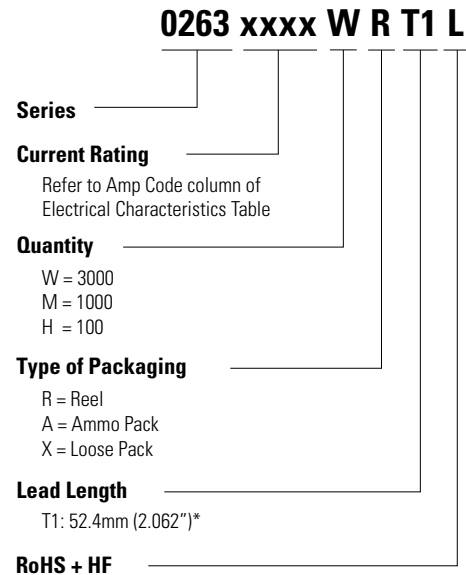 0263 xxxx W R T1 L
Series
Current Rating
Refer to Amp Code column of
Electrical Characteristics Table
Quantity
W = 3000
M = 1000
H = 100
Type of Packaging
R = Reel
A = Ammo Pack
X = Loose Pack
Lead Length
T1: 52.4mm (2.062″)*
RoHS + HF